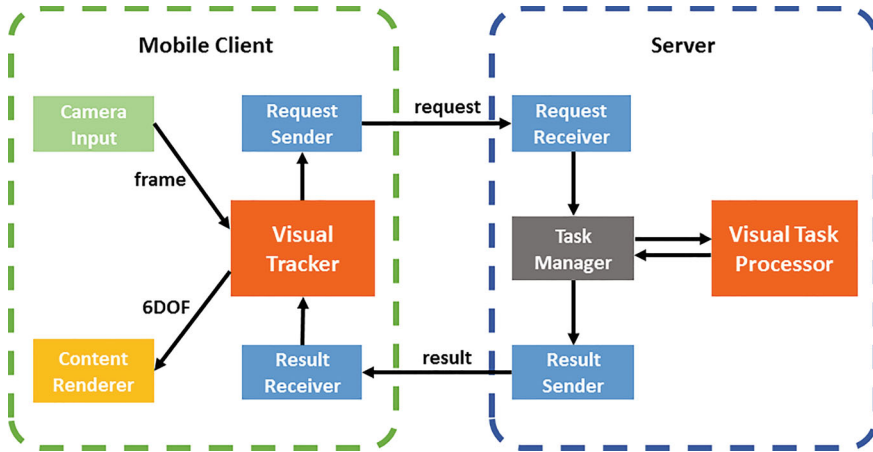 Mobile Client
Server
Camera
Input
Request
Sender
request
Request
Receiver
frame
Visual
Tracker
Task
Manager
Visual Task
Processor
6DOF
Content
Renderer
Result
Receiver
result
Result
Sender